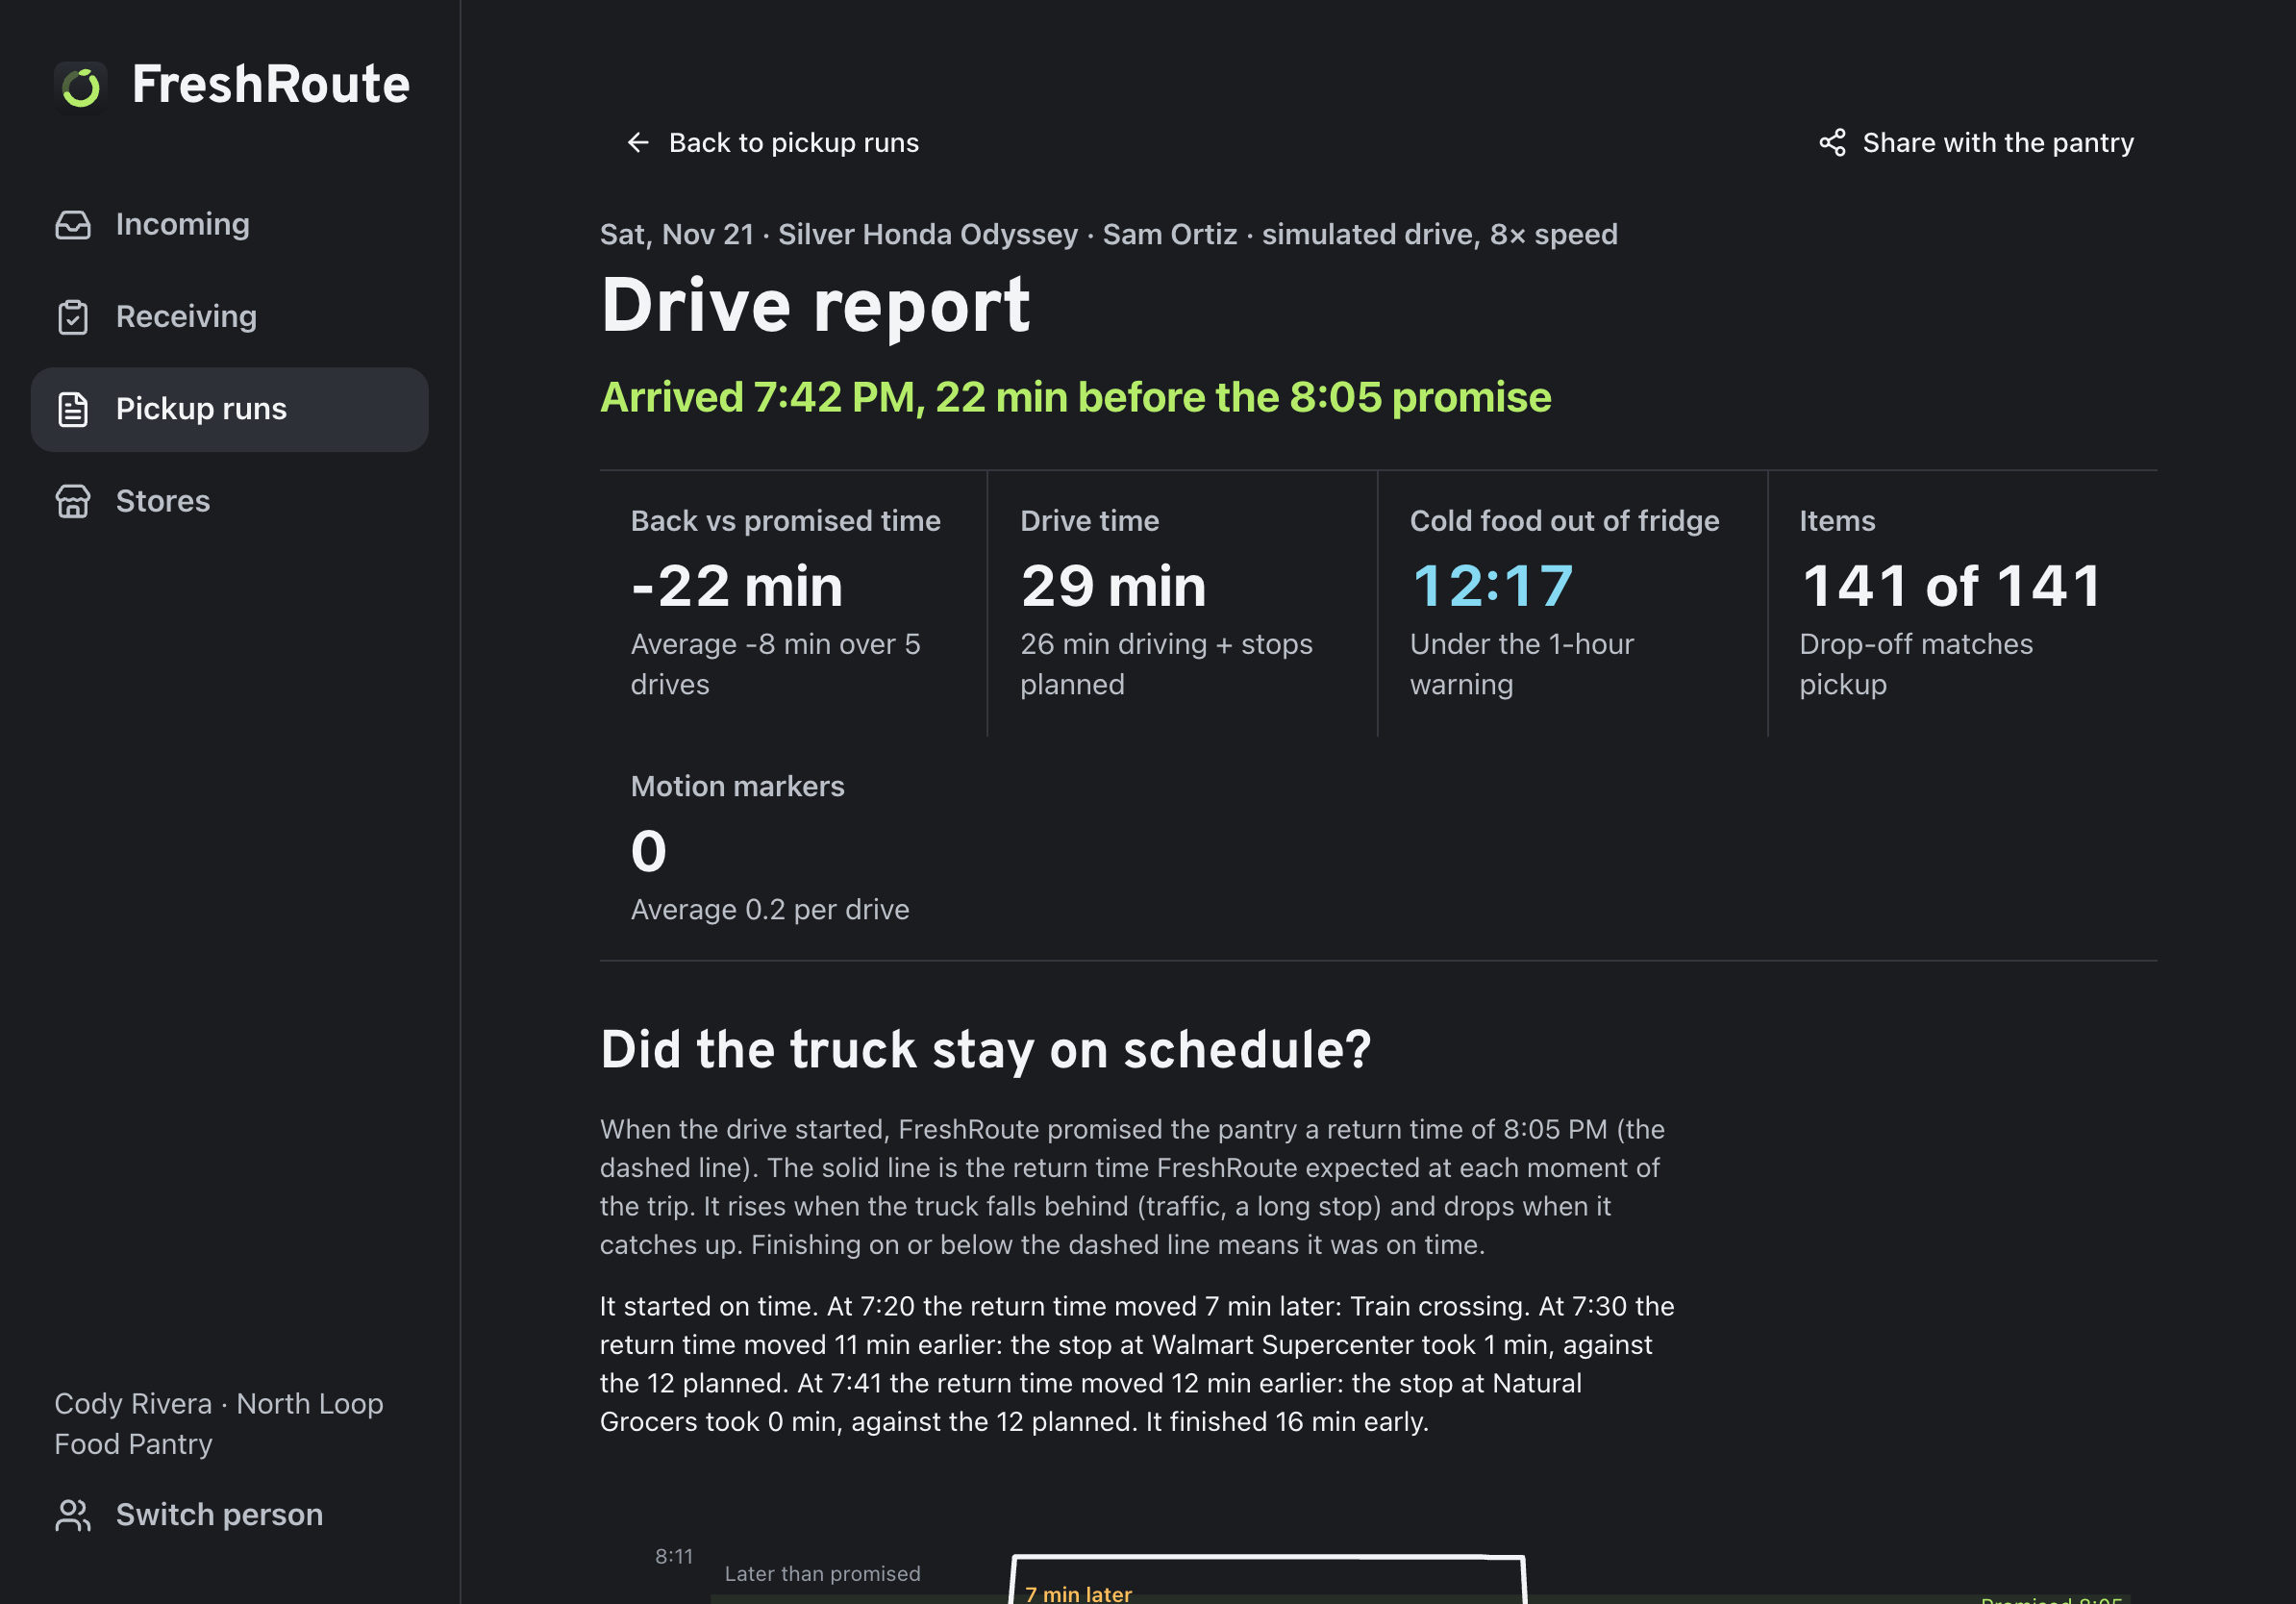 FreshRoute
Incoming
Receiving
Pickup runs
Stores
Cody Rivera · North Loop
Food Pantry
Switch person
Back to pickup runs
Share with the pantry
Sat, Nov 21 · Silver Honda Odyssey · Sam Ortiz · simulated drive, 8× speed
Drive report
Arrived 7:42 PM, 22 min before the 8:05 promise
Back vs promised time
-22 min
Average -8 min over 5
drives
Drive time
29 min
26 min driving + stops
planned
Cold food out of fridge
12:17
Under the 1-hour
warning
Items
141 of 141
Drop-off matches
pickup
Motion markers
0
Average 0.2 per drive
Did the truck stay on schedule?
When the drive started, FreshRoute promised the pantry a return time of 8:05 PM (the
dashed line). The solid line is the return time FreshRoute expected at each moment of
the trip. It rises when the truck falls behind (traffic, a long stop) and drops when it
catches up. Finishing on or below the dashed line means it was on time.
It started on time. At 7:20 the return time moved 7 min later: Train crossing. At 7:30 the
return time moved 11 min earlier: the stop at Walmart Supercenter took 1 min, against
the 12 planned. At 7:41 the return time moved 12 min earlier: the stop at Natural
Grocers took 0 min, against the 12 planned. It finished 16 min early.
8:11
Later than promised
7 min later
Promised 8:05